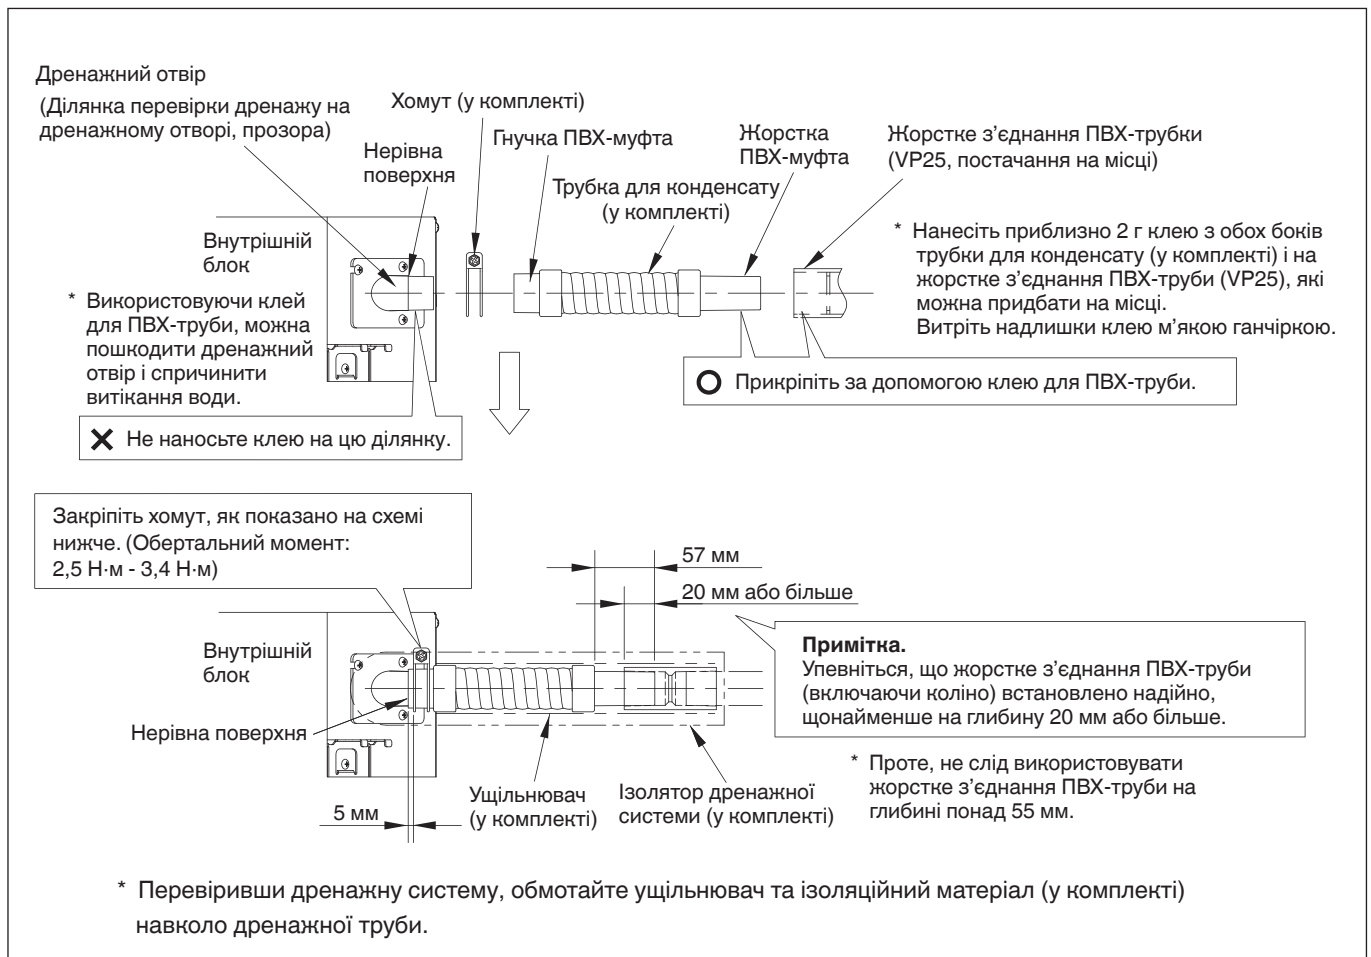 Дренажний отвір
(Ділянка перевірки дренажу на
дренажному отворі, прозора)
Хомут (у комплекті)
Нерівна
поверхня
Гнучка ПВХ-муфта
Трубка для конденсату
(у комплекті)
Жорстка
ПВХ-муфта
Жорстке з’єднання ПВХ-трубки
(VP25, постачання на місці)
Внутрішній
блок
* Використовуючи клей
для ПВХ-труби, можна
пошкодити дренажний
отвір і спричинити
витікання води.
* Нанесіть приблизно 2 г клею з обох боків
трубки для конденсату (у комплекті) і на
жорстке з’єднання ПВХ-труби (VP25), які
можна придбати на місці.
Витріть надлишки клею м’якою ганчіркою.
Прикріпіть за допомогою клею для ПВХ-труби.
Не наносьте клею на цю ділянку.
Закріпіть хомут, як показано на схемі
нижче. (Обертальний момент:
2,5 Н·м - 3,4 Н·м)
57 мм
20 мм або більше
Внутрішній
блок
Нерівна поверхня
Примітка.
Упевніться, що жорстке з’єднання ПВХ-труби
(включаючи коліно) встановлено надійно,
щонайменше на глибину 20 мм або більше.
* Проте, не слід використовувати
жорстке з’єднання ПВХ-труби на
глибині понад 55 мм.
5 мм
Ущільнювач
(у комплекті)
Ізолятор дренажної
системи (у комплекті)
* Перевіривши дренажну систему, обмотайте ущільнювач та ізоляційний матеріал (у комплекті)
навколо дренажної труби.